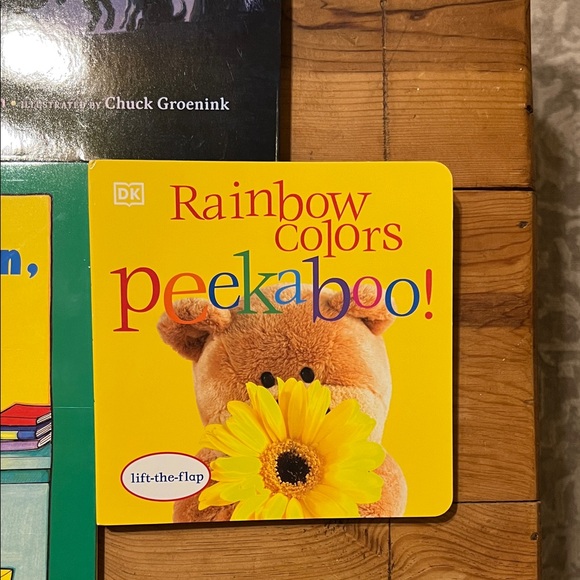 ILLUSTRATED BY Chuck Groenink
DK
Rainbow
colors
peekaboo!
n,
lift-the-flap